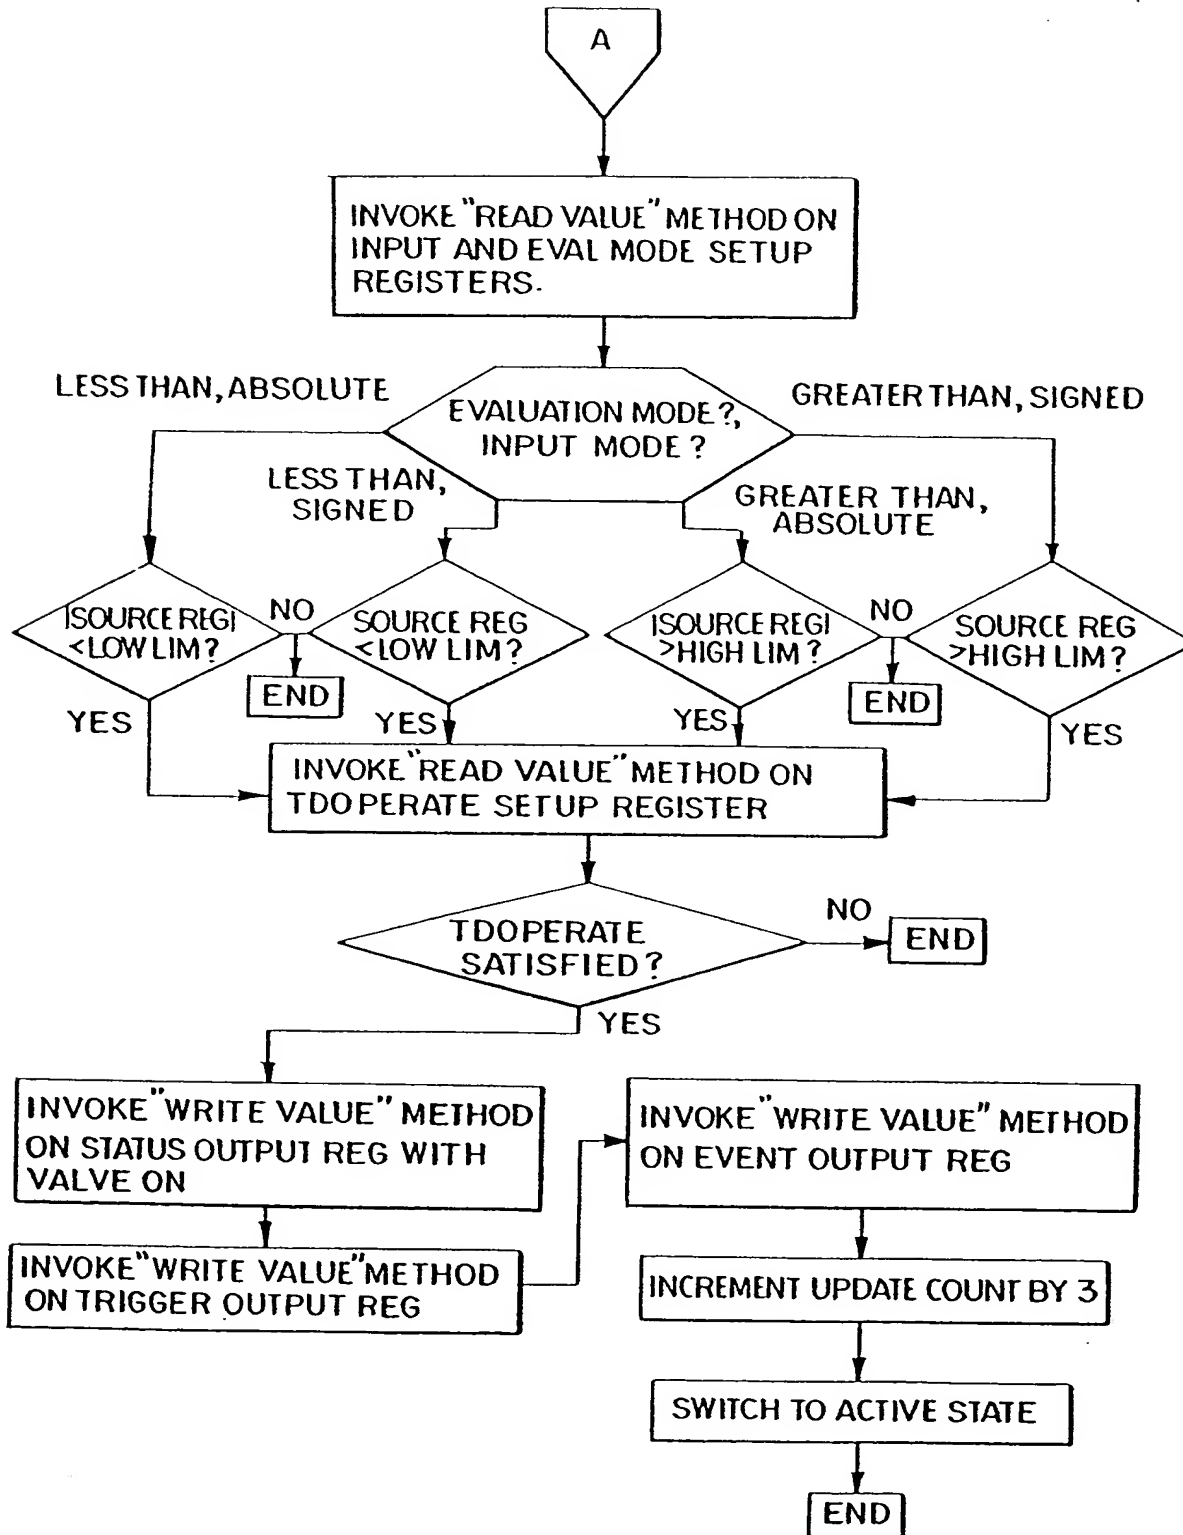 A
INVOKE "READ VALUE" METHOD ON
INPUT AND EVAL MODE SETUP
REGISTERS.
LESS THAN, ABSOLUTE
EVALUATION MODE?,
INPUT MODE?
GREATER THAN, SIGNED
LESS THAN,
SIGNED
GREATER THAN,
ABSOLUTE
|SOURCE REG|
<LOW LIM?
NO
SOURCE REG
<LOW LIM?
|SOURCE REG|
>HIGH LIM?
NO
SOURCE REG
>HIGH LIM?
END
END
YES
YES
YES
YES
INVOKE "READ VALUE" METHOD ON
TDOPERATE SETUP REGISTER
TDOPERATE
SATISFIED?
NO
END
YES
INVOKE "WRITE VALUE" METHOD
ON STATUS OUTPUT REG WITH
VALVE ON
INVOKE "WRITE VALUE" METHOD
ON TRIGGER OUTPUT REG
INVOKE "WRITE VALUE" METHOD
ON EVENT OUTPUT REG
INCREMENT UPDATE COUNT BY 3
SWITCH TO ACTIVE STATE
END